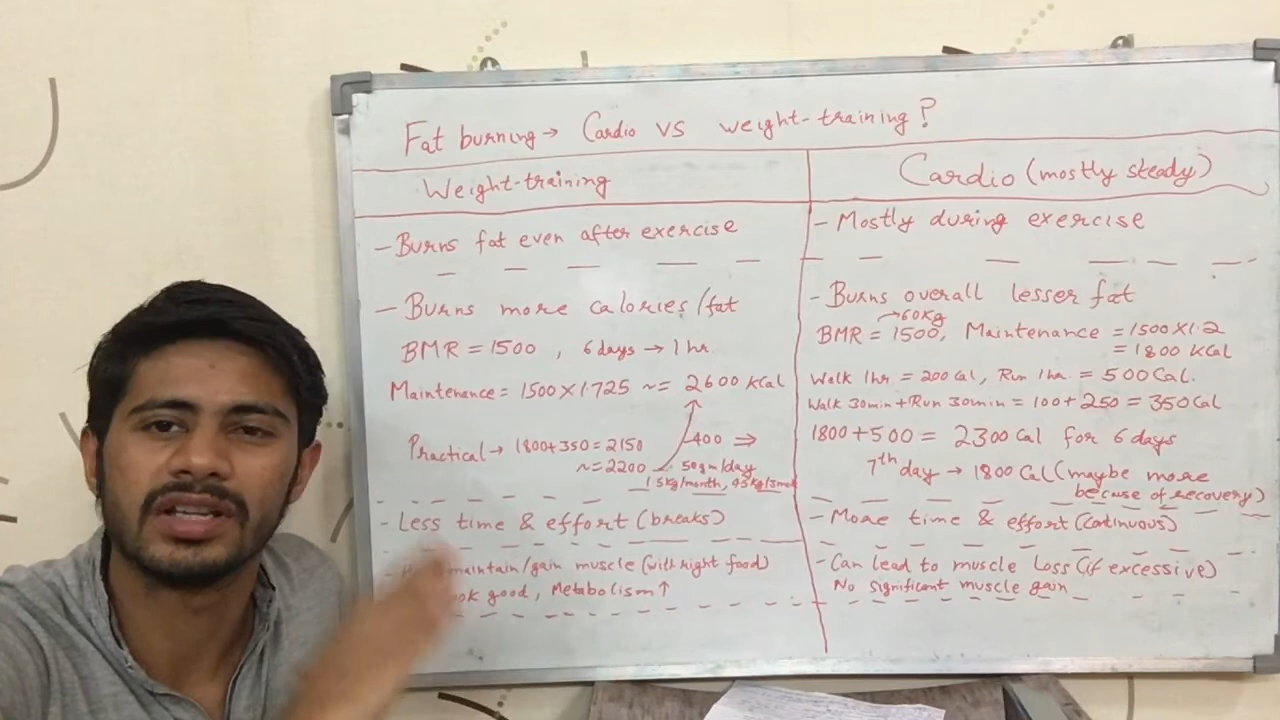 Fat burning → Cardio vs weight-training?
Weight-training
- Burns fat even after exercise
- Burns more calories/fat
BMR = 1500 , 6 days → 1 hr.
Maintenance = 1500 X 1.725 ~= 2600 KCal
Practical → 1800+350 = 2150
~= 2200
400 ⇒
50gm/day
1.5kg/month, 4.5kg/3mon
- Less time & effort (breaks)
maintain/gain muscle (with right food)
good, Metabolism ↑
Cardio (mostly steady)
- Mostly during exercise
- Burns overall lesser fat
→ 60Kg
BMR = 1500, Maintenance = 1500 X 1.2
= 1800 KCal
Walk 1hr = 200 Cal, Run 1hr = 500 Cal.
Walk 30min + Run 30min = 100 + 250 = 350 Cal
1800 + 500 = 2300 Cal for 6 days
7th day → 1800 Cal (maybe more
because of recovery)
- More time & effort (continuous)
- Can lead to muscle Loss (if excessive)
No significant muscle gain